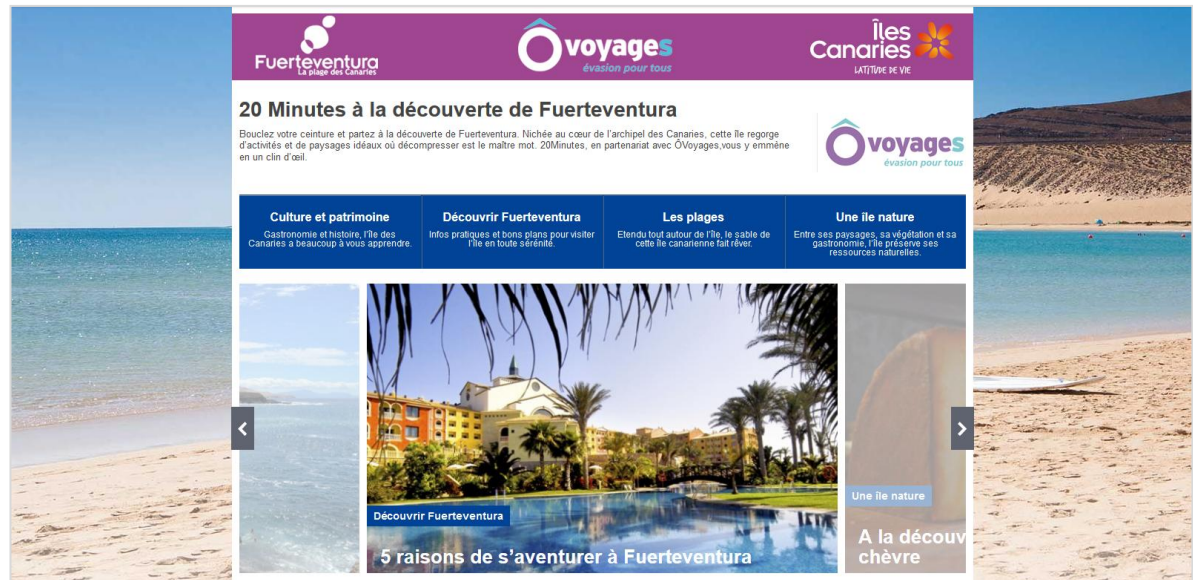 Fuerteventura
La plage des Canaries
Ôvoyages
évasion pour tous
Îles
Canaries
LATITUDE DE VIE
20 Minutes à la découverte de Fuerteventura
Bouclez votre ceinture et partez à la découverte de Fuerteventura. Nichée au cœur de l'archipel des Canaries, cette île regorge
d'activités et de paysages idéaux où décompresser est le maître mot. 20Minutes, en partenariat avec ÔVoyages,vous y emmène
en un clin d'œil.
Ôvoyages
évasion pour tous
Culture et patrimoine
Gastronomie et histoire, l'île des
Canaries a beaucoup à vous apprendre.
Découvrir Fuerteventura
Infos pratiques et bons plans pour visiter
l'île en toute sérénité.
Les plages
Etendu tout autour de l'île, le sable de
cette île canarienne fait rêver.
Une île nature
Entre ses paysages, sa végétation et sa
gastronomie, l'île préserve ses
ressources naturelles.
Découvrir Fuerteventura
5 raisons de s'aventurer à Fuerteventura
Une île nature
A la découv
chèvre